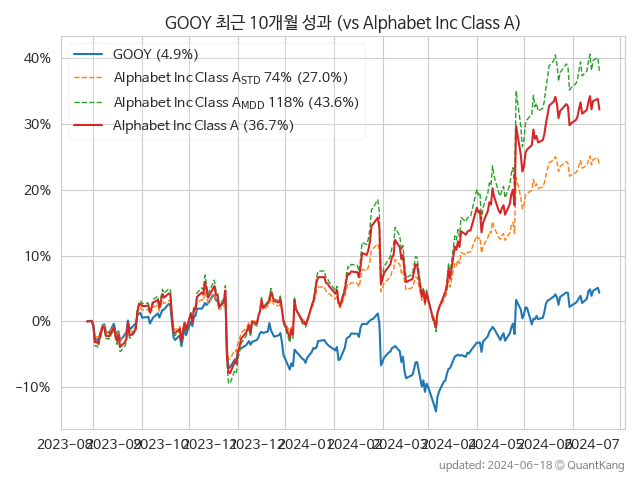 GOOY 최근 10개월 성과 (vs Alphabet Inc Class A)
GOOY (4.9%)
Alphabet Inc Class A STD 74% (27.0%)
Alphabet Inc Class A MDD 118% (43.6%)
Alphabet Inc Class A (36.7%)
40%
30%
20%
10%
0%
−10%
2023-08 2023-09 2023-10 2023-11 2023-12 2024-01 2024-02 2024-03 2024-04 2024-05 2024-06 2024-07
updated: 2024-06-18 @ QuantKang